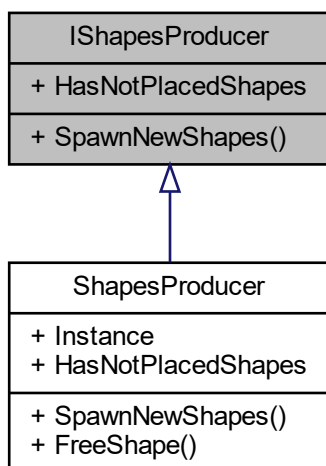 IShapesProducer
+ HasNotPlacedShapes
+ SpawnNewShapes()
ShapesProducer
+ Instance
+ HasNotPlacedShapes
+ SpawnNewShapes()
+ FreeShape()